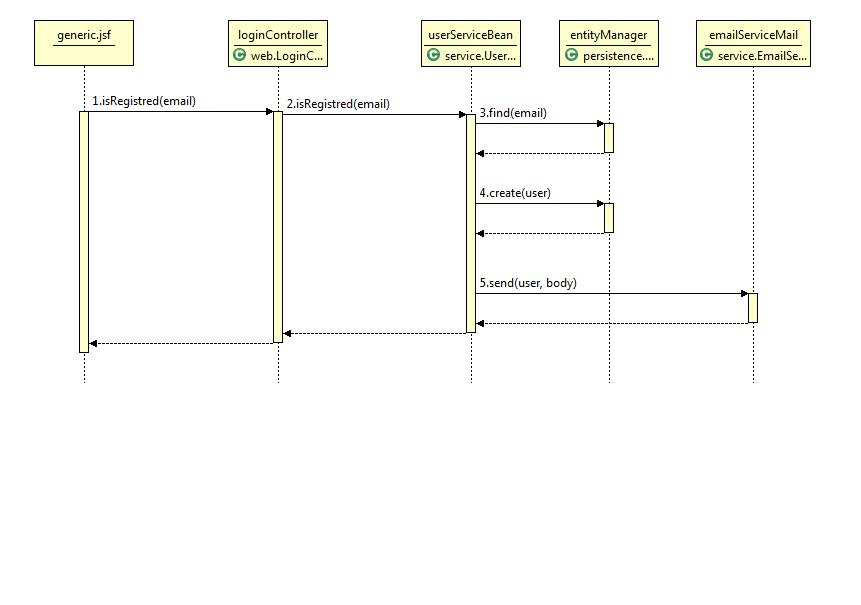 generic.jsf
loginController
C web.LoginC...
userServiceBean
C service.User...
entityManager
C persistence....
emailServiceMail
C service.EmailSe...
1.isRegistred(email)
2.isRegistred(email)
3.find(email)
4.create(user)
5.send(user, body)